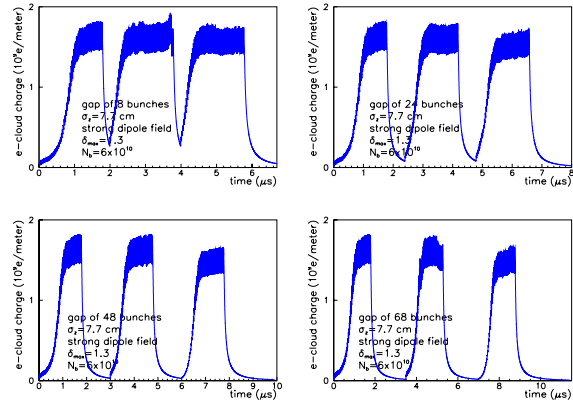 e-cloud charge (10⁹e/meter)
2
1
0
gap of 8 bunches
σz=7.7 cm
strong dipole field
δmax=1.3
Nb=6x10¹⁰
0 1 2 3 4 5 6
time (μs)
e-cloud charge (10⁹e/meter)
2
1
0
gap of 24 bunches
σz=7.7 cm
strong dipole field
δmax=1.3
Nb=6x10¹⁰
0 1 2 3 4 5 6 7 8
time (μs)
e-cloud charge (10⁹e/meter)
2
1
0
gap of 48 bunches
σz=7.7 cm
strong dipole field
δmax=1.3
Nb=6x10¹⁰
0 1 2 3 4 5 6 7 8 9 10
time (μs)
e-cloud charge (10⁹e/meter)
2
1
0
gap of 68 bunches
σz=7.7 cm
strong dipole field
δmax=1.3
Nb=6x10¹⁰
0 2 4 6 8 10
time (μs)